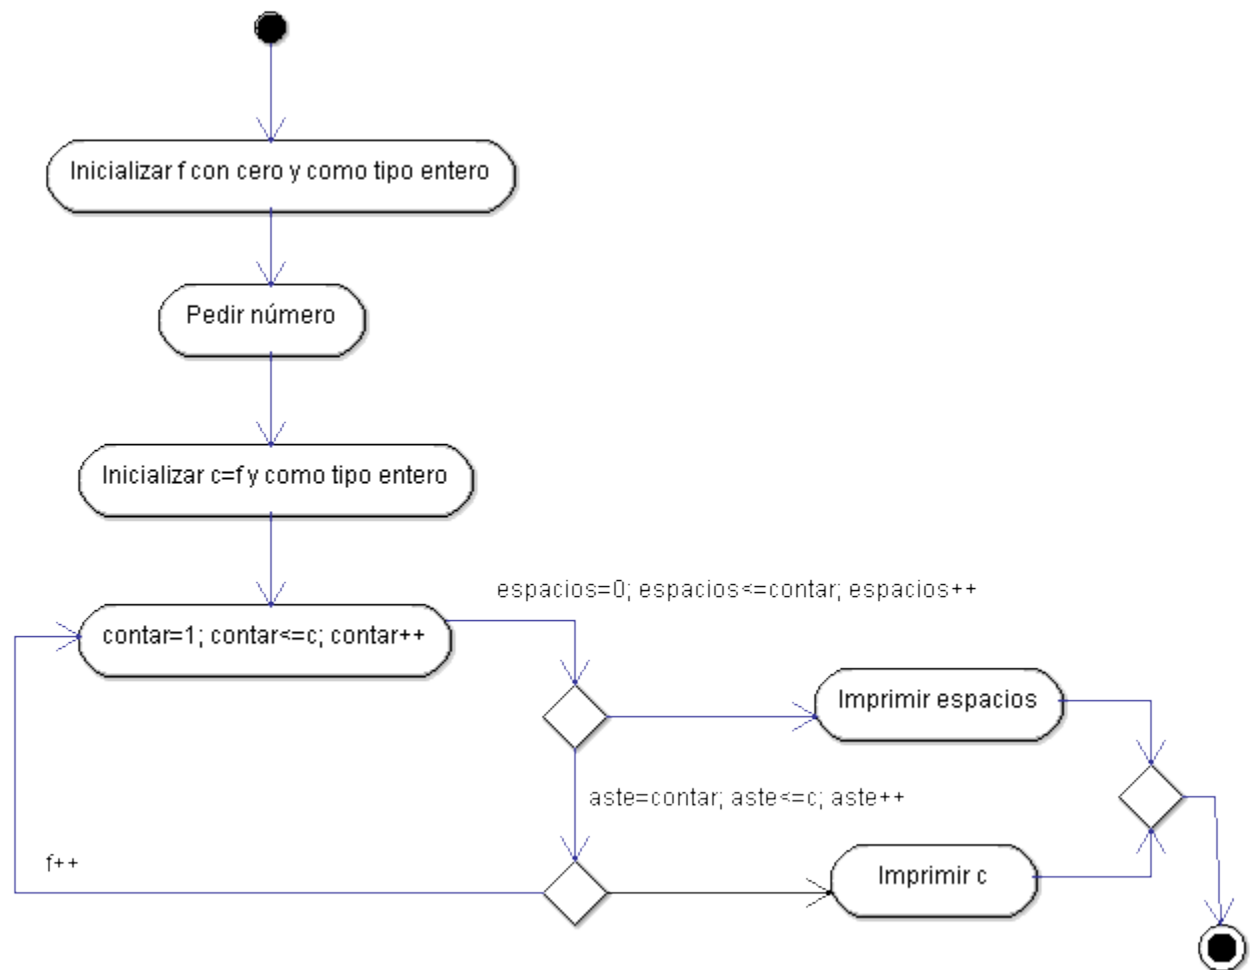 Inicializar f con cero y como tipo entero
Pedir número
Inicializar c=f y como tipo entero
espacios=0; espacios<=contar; espacios++
contar=1; contar<=c; contar++
Imprimir espacios
aste=contar; aste<=c; aste++
f++
Imprimir c